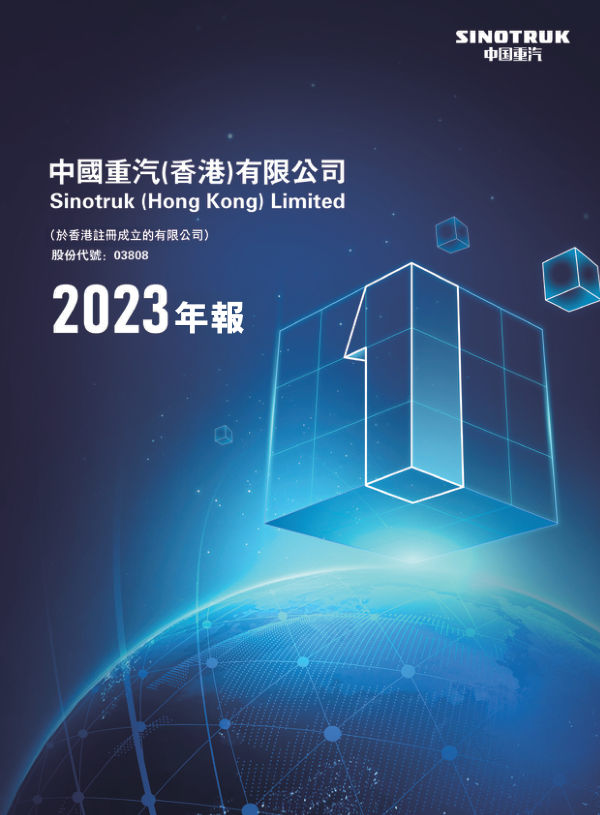 SINOTRUK
中国重汽
中國重汽(香港)有限公司
Sinotruk (Hong Kong) Limited
(於香港註冊成立的有限公司)
股份代號: 03808
2023年報